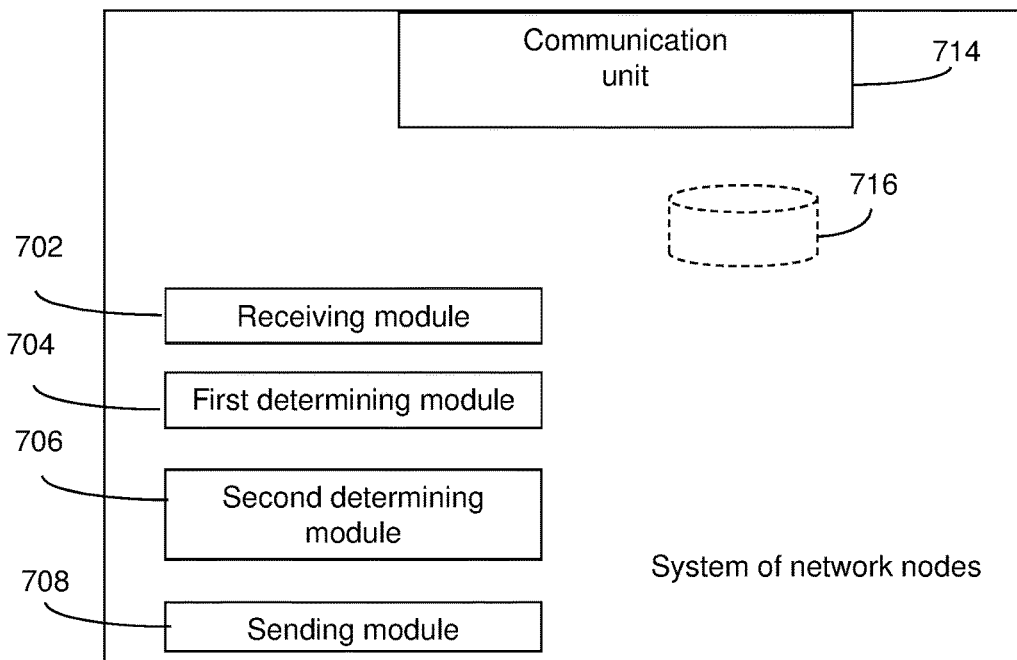 Communication
unit
714
716
702
Receiving module
704
First determining module
706
Second determining
module
System of network nodes
708
Sending module